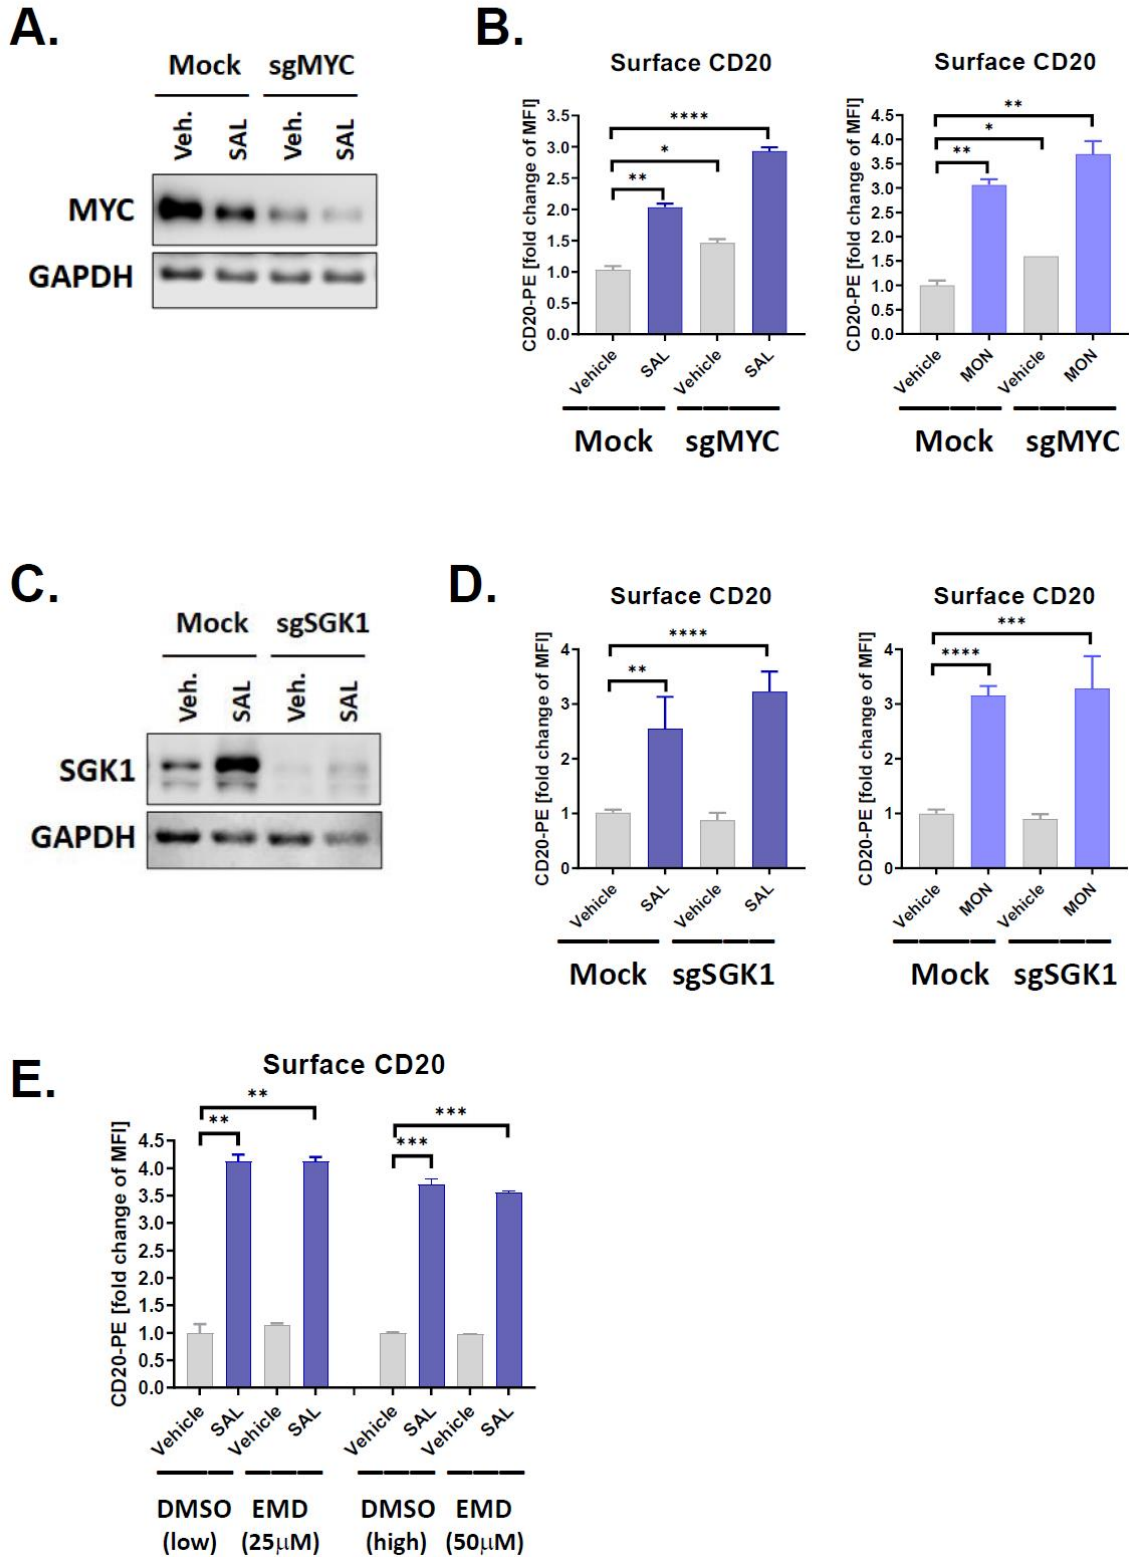 A.
Mock sgMYC
Veh. SAL Veh. SAL
MYC
GAPDH
B.
Surface CD20
CD20-PE [fold change of MFI]
3.5
3.0
2.5
2.0
1.5
1.0
0.5
0.0
****
*
**
Vehicle SAL Vehicle SAL
Mock sgMYC
Surface CD20
CD20-PE [fold change of MFI]
4.5
4.0
3.5
3.0
2.5
2.0
1.5
1.0
0.5
0.0
**
*
**
Vehicle MON Vehicle MON
Mock sgMYC
C.
Mock sgSGK1
Veh. SAL Veh. SAL
SGK1
GAPDH
D.
Surface CD20
CD20-PE [fold change of MFI]
4
3
2
1
0
****
**
Vehicle SAL Vehicle SAL
Mock sgSGK1
Surface CD20
CD20-PE [fold change of MFI]
4
3
2
1
0
***
****
Vehicle MON Vehicle MON
Mock sgSGK1
E.
Surface CD20
CD20-PE [fold change of MFI]
4.5
4.0
3.5
3.0
2.5
2.0
1.5
1.0
0.5
0.0
**
**
***
***
Vehicle SAL Vehicle SAL Vehicle SAL Vehicle SAL
DMSO EMD DMSO EMD
(low) (25μM) (high) (50μM)